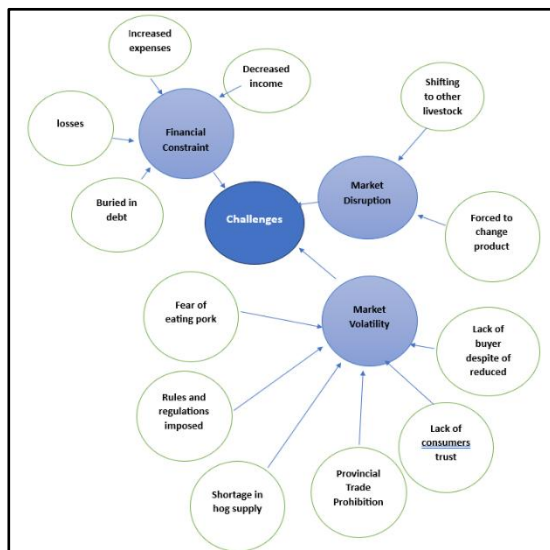 Increased
expenses
Decreased
income
Shifting
to other
livestock
losses
Financial
Constraint
Buried in
debt
Challenges
Market
Disruption
Forced to
change
product
Fear of
eating pork
Market
Volatility
Lack of
buyer
despite of
reduced
Rules and
regulations
imposed
Lack of
consumers
trust
Shortage in
hog supply
Provincial
Trade
Prohibition